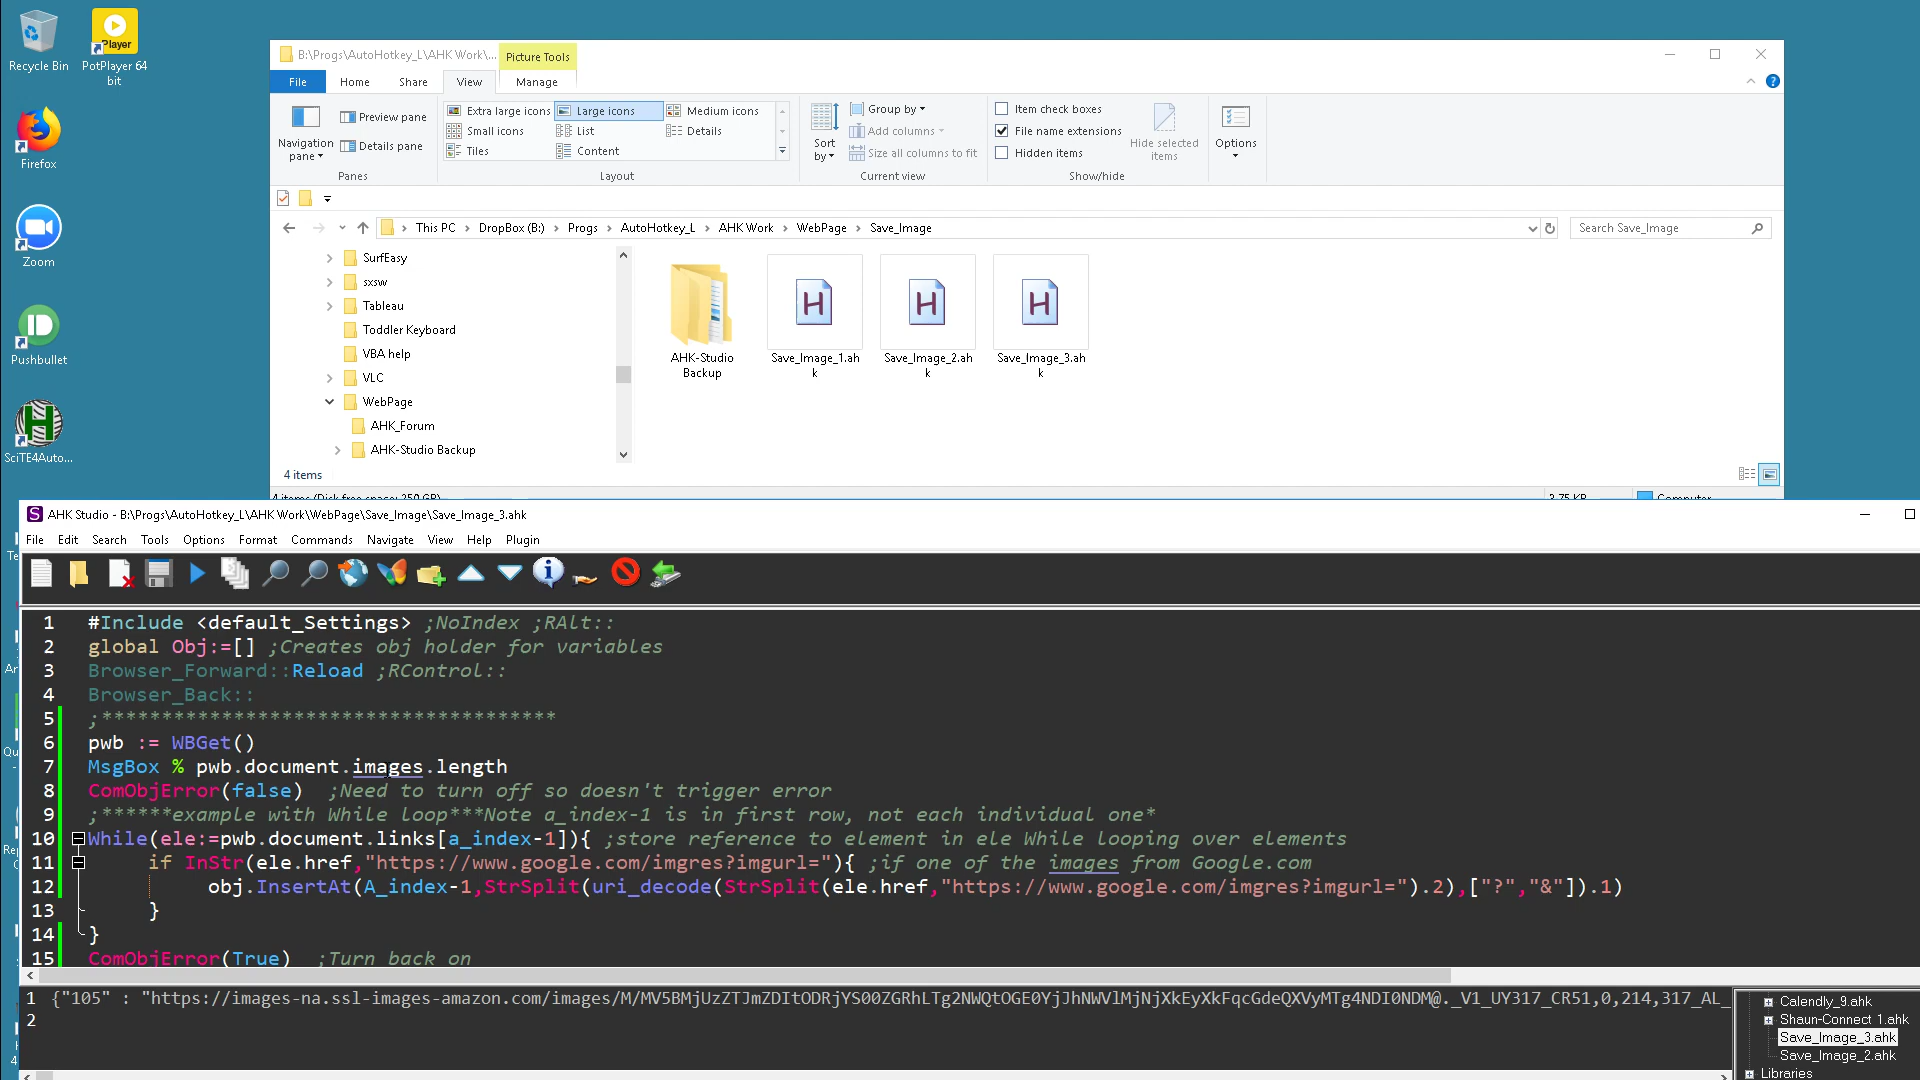 Recycle Bin
PotPlayer 64
bit
Firefox
Zoom
Pushbullet
SciTE4Auto...
B:\Progs\AutoHotkey_L\AHK Work\...
Picture Tools
File
Home
Share
View
Manage
Navigation
pane
Preview pane
Details pane
Panes
Extra large icons
Large icons
Medium icons
Small icons
List
Details
Tiles
Content
Layout
Sort
by
Group by
Add columns
Size all columns to fit
Current view
Item check boxes
File name extensions
Hidden items
Hide selected
items
Show/hide
Options
This PC > DropBox (B:) > Progs > AutoHotkey_L > AHK Work > WebPage > Save_Image
Search Save_Image
SurfEasy
sxsw
Tableau
Toddler Keyboard
VBA help
VLC
WebPage
AHK_Forum
AHK-Studio Backup
AHK-Studio
Backup
Save_Image_1.ah
k
Save_Image_2.ah
k
Save_Image_3.ah
k
4 items
4 items (Disk free space: 250 GB)
3.75 KB
Computer
AHK Studio - B:\Progs\AutoHotkey_L\AHK Work\WebPage\Save_Image\Save_Image_3.ahk
File Edit Search Tools Options Format Commands Navigate View Help Plugin
1 #Include <default_Settings> ;NoIndex ;RAlt::
2 global Obj:=[] ;Creates obj holder for variables
3 Browser_Forward::Reload ;RControl::
4 Browser_Back::
5 ;**************************************
6 pwb := WBGet()
7 MsgBox % pwb.document.images.length
8 ComObjError(false)  ;Need to turn off so doesn't trigger error
9 ;******example with While loop***Note a_index-1 is in first row, not each individual one*
10 While(ele:=pwb.document.links[a_index-1]){ ;store reference to element in ele While looping over elements
11 if InStr(ele.href,"https://www.google.com/imgres?imgurl="){ ;if one of the images from Google.com
12 obj.InsertAt(A_index-1,StrSplit(uri_decode(StrSplit(ele.href,"https://www.google.com/imgres?imgurl=").2),["?","&"]).1)
13 }
14 }
15 ComObjError(True)  ;Turn back on
1 {"105" : "https://images-na.ssl-images-amazon.com/images/M/MV5BMjUzZTJmZDItODRjYS00ZGRhLTg2NWQtOGE0YjJhNWVlMjNjXkEyXkFqcGdeQXVyMTg4NDI0NDM@._V1_UY317_CR51,0,214,317_AL_
2
Calendly_9.ahk
Shaun-Connect 1.ahk
Save_Image_3.ahk
Save_Image_2.ahk
Libraries